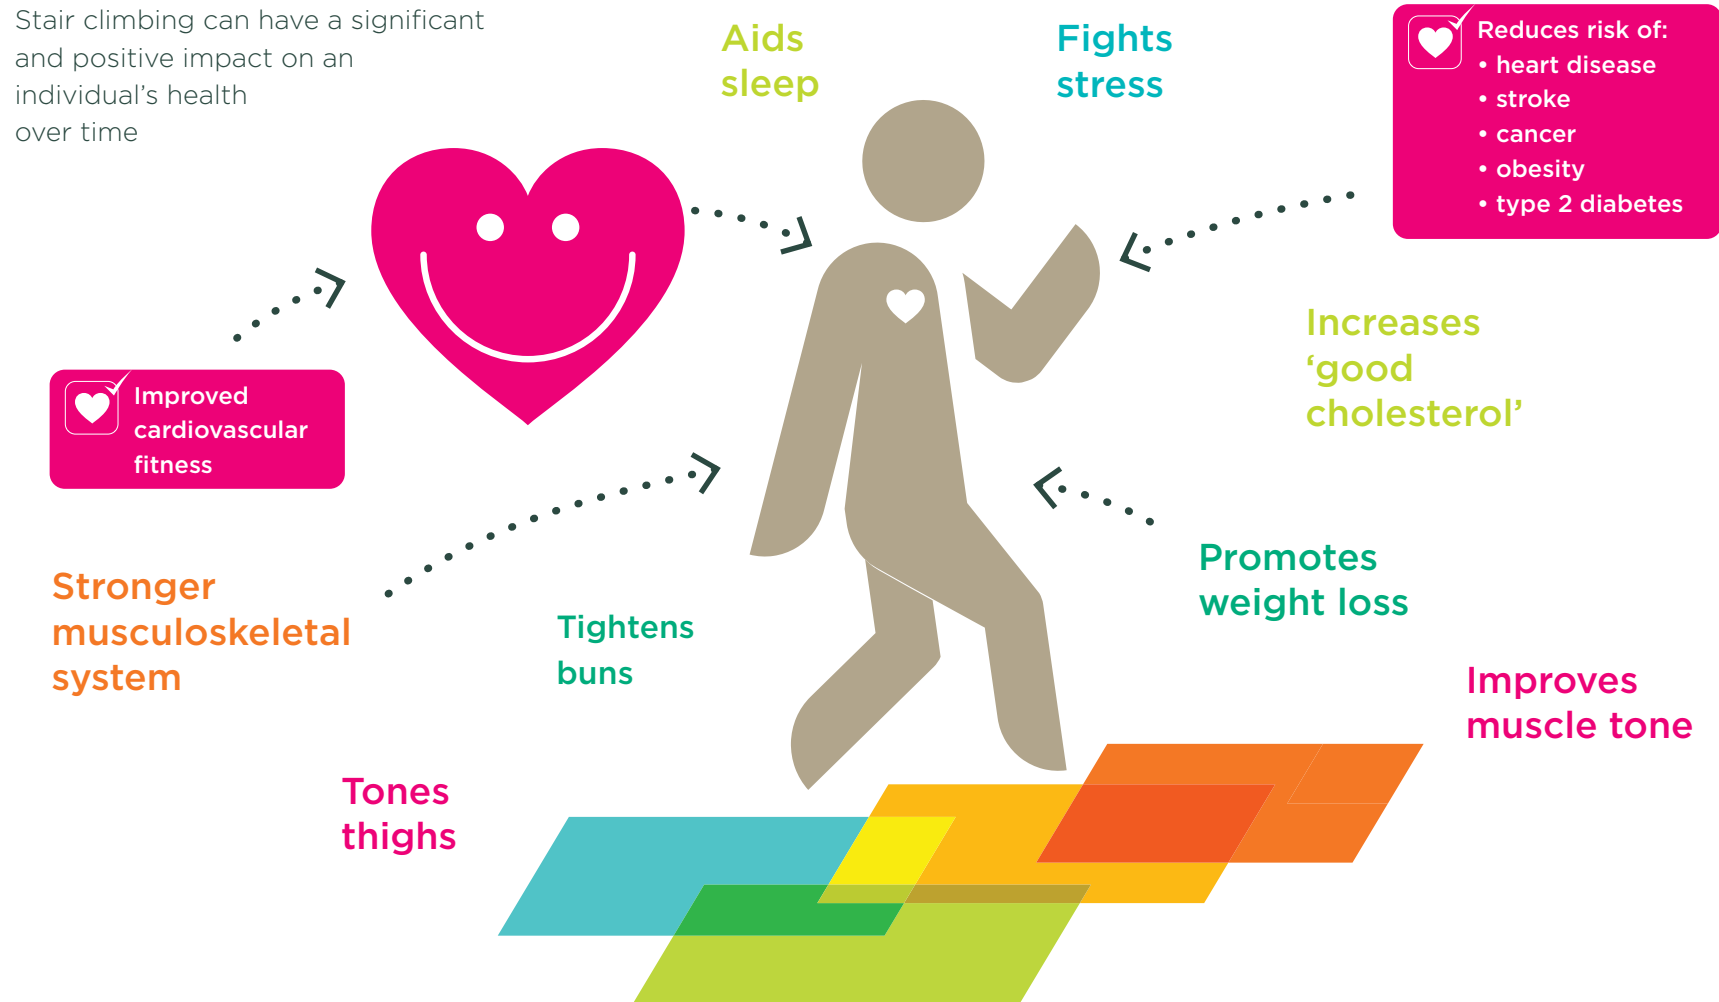 Stair climbing can have a significant
and positive impact on an
individual’s health
over time
Aids
sleep
Fights
stress
Reduces risk of:
• heart disease
• stroke
• cancer
• obesity
• type 2 diabetes
Improved
cardiovascular
fitness
Increases
‘good
cholesterol’
Stronger
musculoskeletal
system
Tightens
buns
Promotes
weight loss
Improves
muscle tone
Tones
thighs